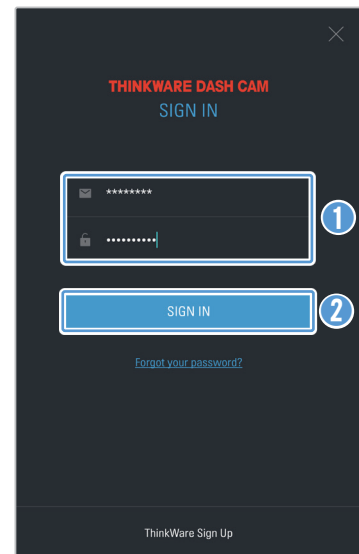 THINKWARE DASH CAM
SIGN IN
********
••••••••••
1
SIGN IN
2
Forgot your password?
ThinkWare Sign Up